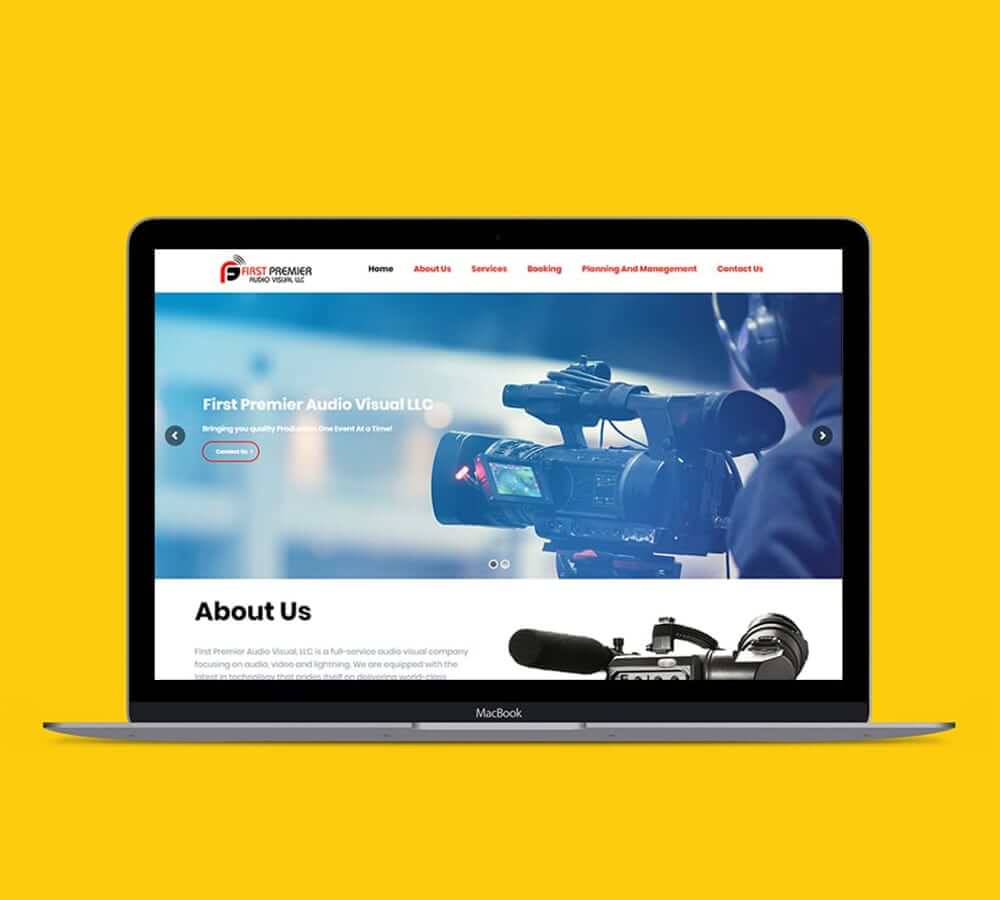 FIRST PREMIER
AUDIO VISUAL LLC
Home
About Us
Services
Booking
Planning And Management
Contact Us
First Premier Audio Visual LLC
Bringing you quality Production One Event At a Time!
Contact Us
About Us
First Premier Audio Visual, LLC is a full-service audio visual company
focusing on audio, video and lightning. We are equipped with the
latest in technology that prides itself on delivering world-class
MacBook